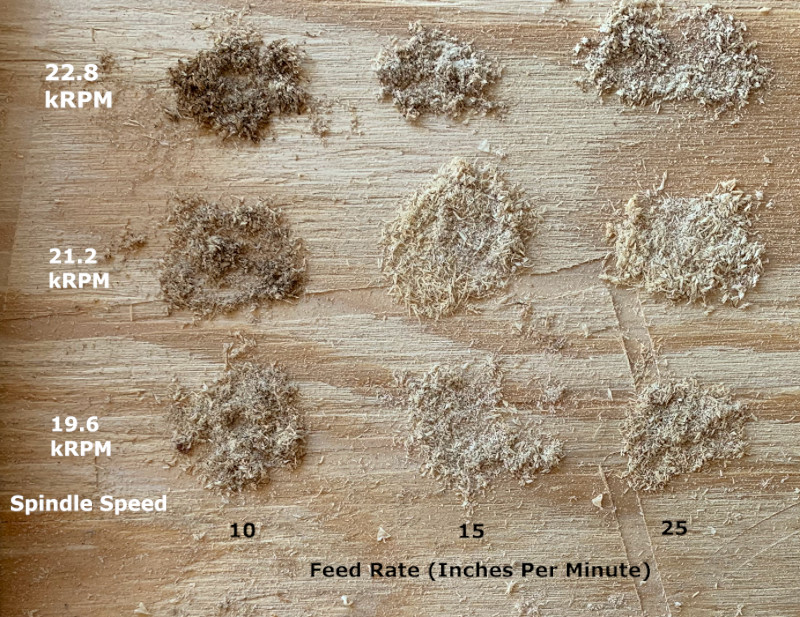 22.8
kRPM
21.2
kRPM
19.6
kRPM
Spindle Speed
10
15
25
Feed Rate (Inches Per Minute)